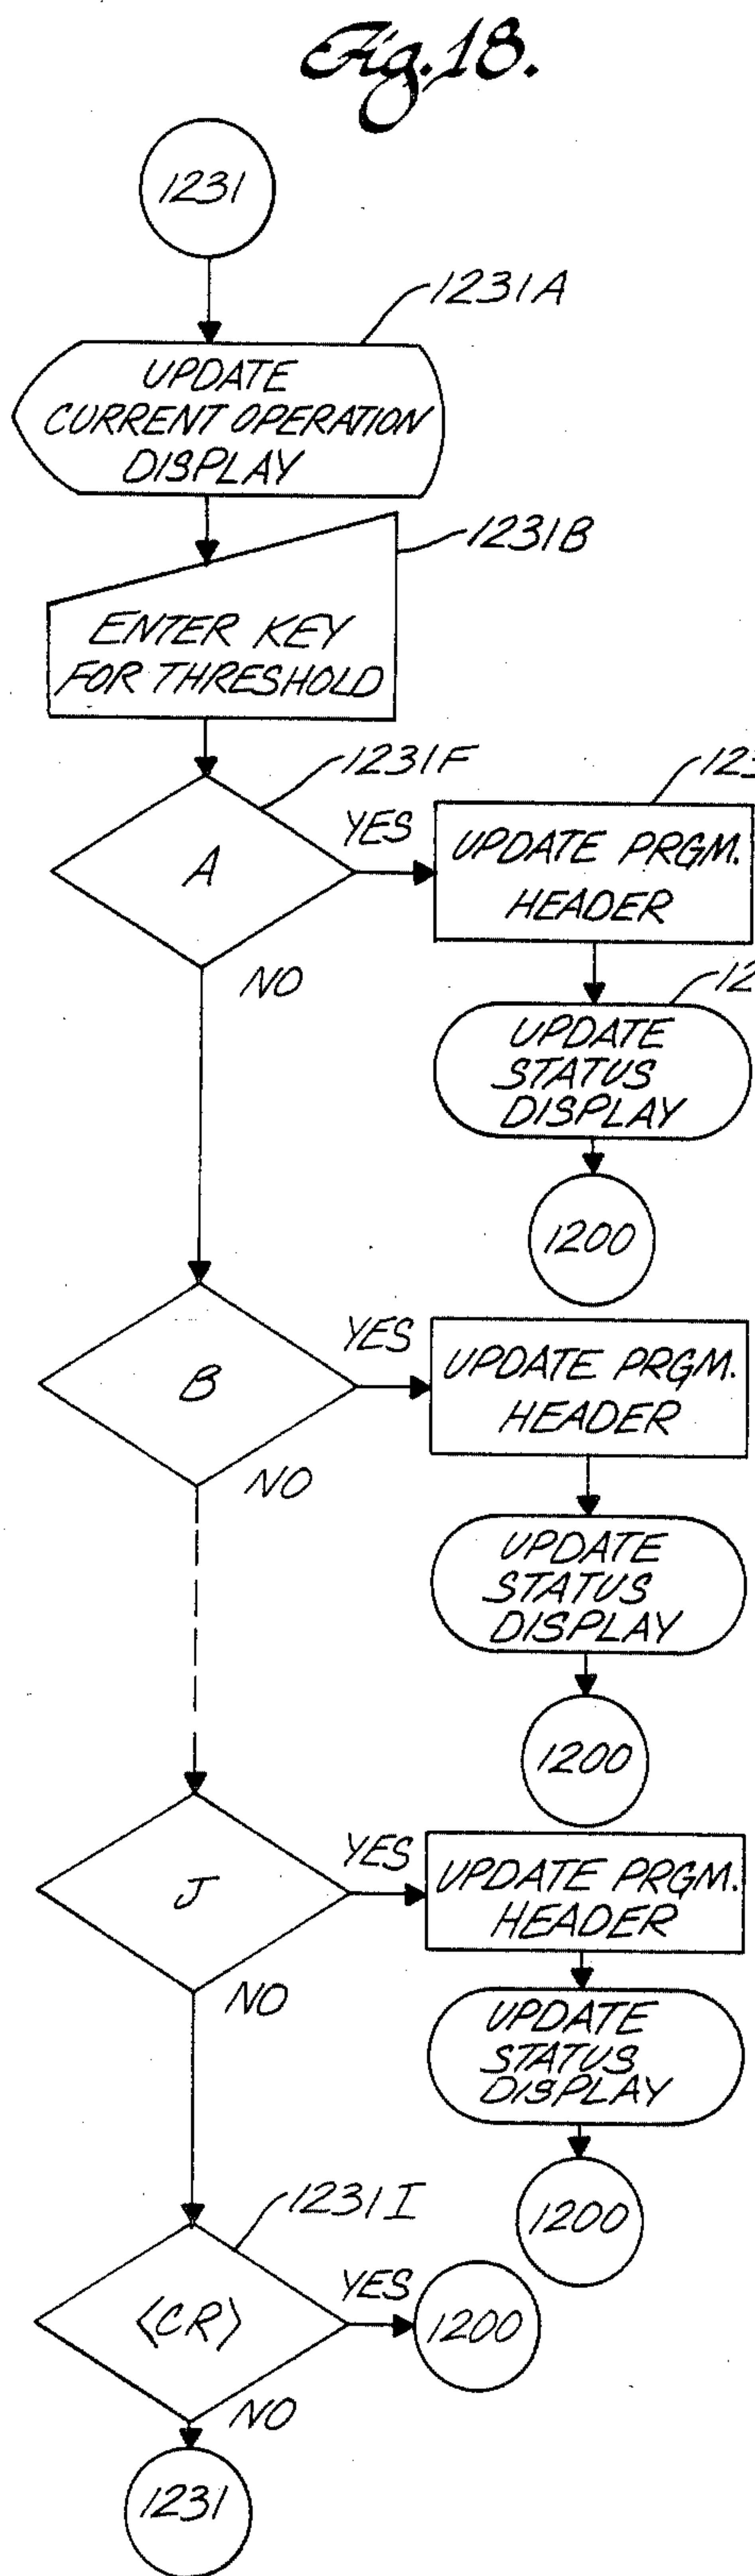 Fig. 18.
1231
1231A
UPDATE
CURRENT OPERATION
DISPLAY
1231B
ENTER KEY
FOR THRESHOLD
1231F
A
YES
NO
UPDATE PRGM.
HEADER
UPDATE
STATUS
DISPLAY
1200
B
YES
NO
UPDATE PRGM.
HEADER
UPDATE
STATUS
DISPLAY
1200
J
YES
NO
UPDATE PRGM.
HEADER
UPDATE
STATUS
DISPLAY
1200
1231I
<CR>
YES
1200
NO
1231